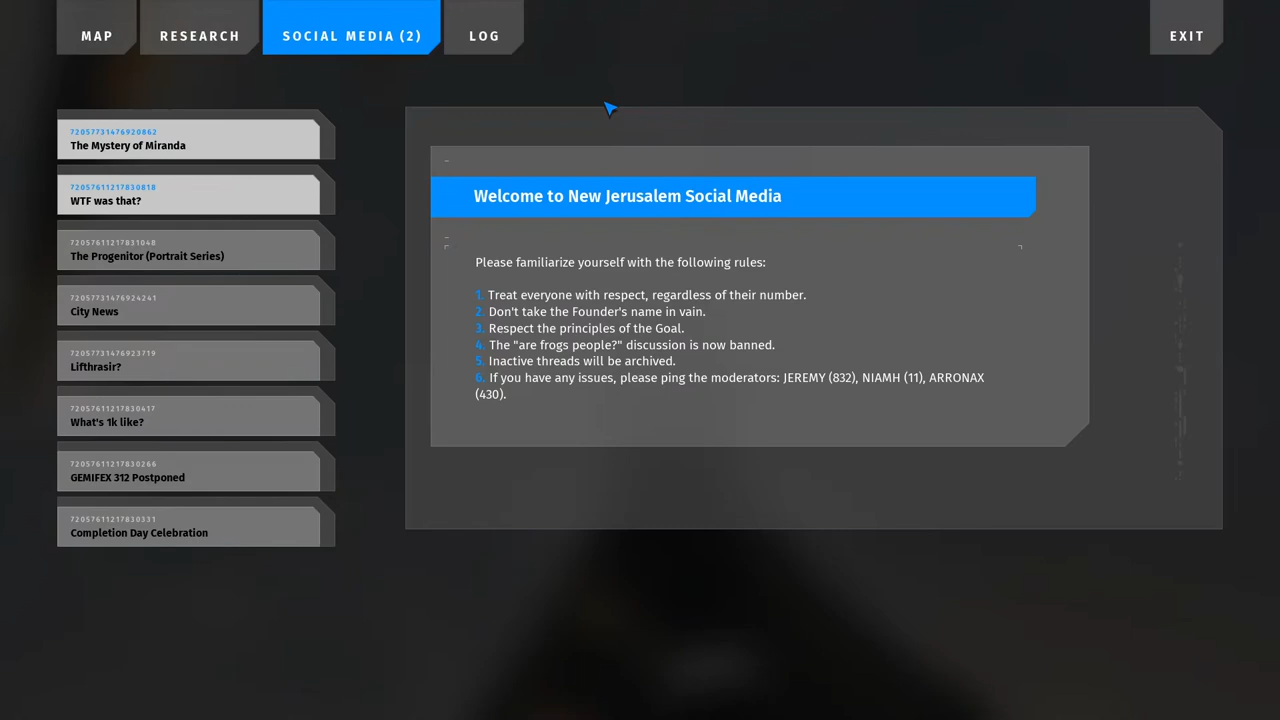 MAP
RESEARCH
SOCIAL MEDIA (2)
LOG
EXIT
72057731476920862
The Mystery of Miranda
72057611217830818
WTF was that?
72057611217831048
The Progenitor (Portrait Series)
72057731476924241
City News
72057731476923719
Lifthrasir?
72057611217830417
What's 1k like?
72057611217830266
GEMIFEX 312 Postponed
72057611217830331
Completion Day Celebration
Welcome to New Jerusalem Social Media
Please familiarize yourself with the following rules:
1. Treat everyone with respect, regardless of their number.
2. Don't take the Founder's name in vain.
3. Respect the principles of the Goal.
4. The "are frogs people?" discussion is now banned.
5. Inactive threads will be archived.
6. If you have any issues, please ping the moderators: JEREMY (832), NIAMH (11), ARRONAX
(430).